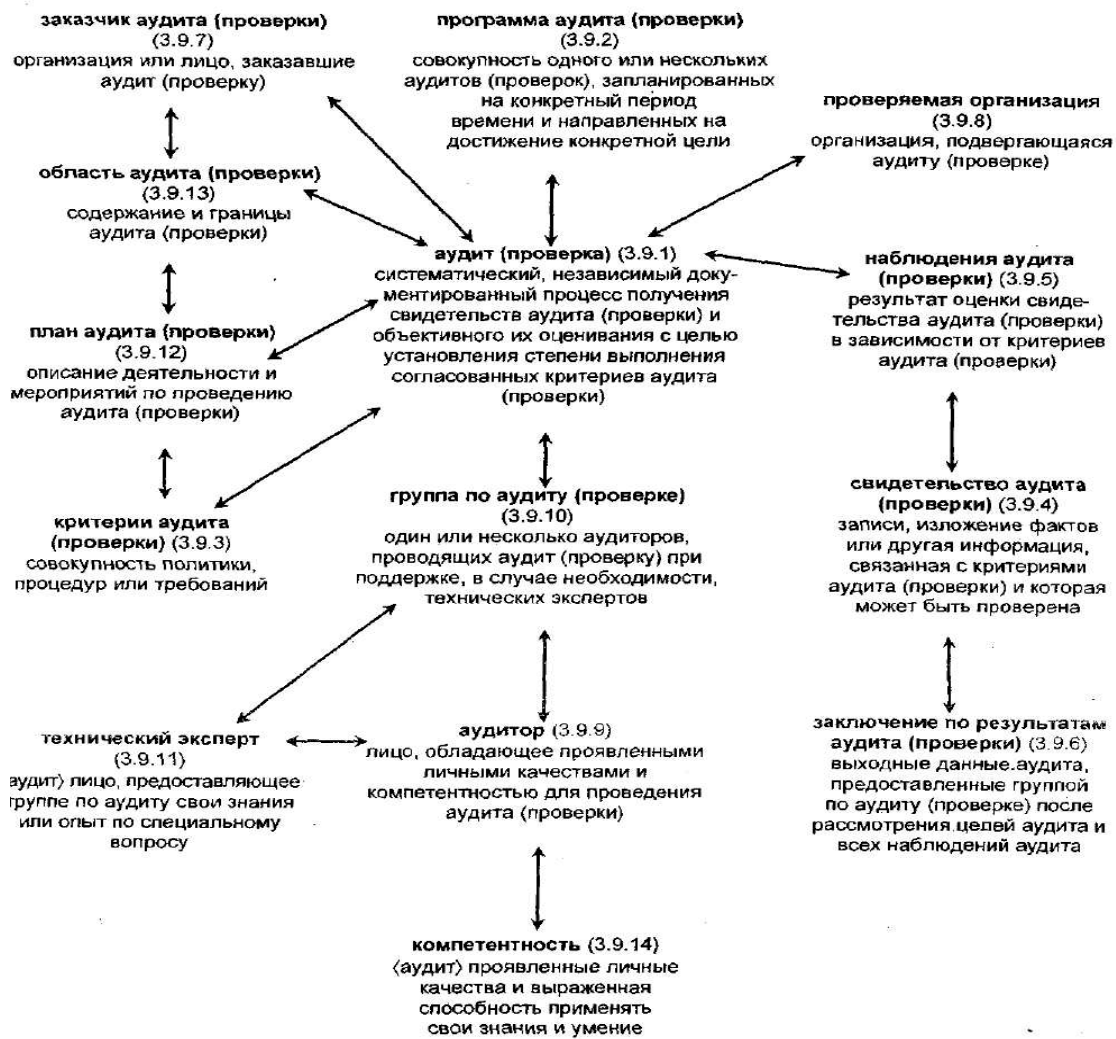 заказчик аудита (проверки)
(3.9.7)
организация или лицо, заказавшие
аудит (проверку)
программа аудита (проверки)
(3.9.2)
совокупность одного или нескольких
аудитов (проверок), запланированных
на конкретный период
времени и направленных на
достижение конкретной цели
проверяемая организация
(3.9.8)
организация, подвергающаяся
аудиту (проверке)
область аудита (проверки)
(3.9.13)
содержание и границы
аудита (проверки)
аудит (проверка) (3.9.1)
систематический, независимый доку-
ментированный процесс получения
свидетельств аудита (проверки) и
объективного их оценивания с целью
установления степени выполнения
согласованных критериев аудита
(проверки)
наблюдения аудита
(проверки) (3.9.5)
результат оценки свиде-
тельства аудита (проверки)
в зависимости от критериев
аудита (проверки)
план аудита (проверки)
(3.9.12)
описание деятельности и
мероприятий по проведению
аудита (проверки)
критерии аудита
(проверки) (3.9.3)
совокупность политики,
процедур или требований
группа по аудиту (проверке)
(3.9.10)
один или несколько аудиторов,
проводящих аудит (проверку) при
поддержке, в случае необходимости,
технических экспертов
свидетельство аудита
(проверки) (3.9.4)
записи, изложение фактов
или другая информация,
связанная с критериями
аудита (проверки) и которая
может быть проверена
технический эксперт
(3.9.11)
аудит⟩ лицо, предоставляющее
группе по аудиту свои знания
или опыт по специальному
вопросу
аудитор (3.9.9)
лицо, обладающее проявленными
личными качествами и
компетентностью для проведения
аудита (проверки)
заключение по результатам
аудита (проверки) (3.9.6)
выходные данные аудита,
предоставленные группой
по аудиту (проверке) после
рассмотрения целей аудита и
всех наблюдений аудита
компетентность (3.9.14)
⟨аудит⟩ проявленные личные
качества и выраженная
способность применять
свои знания и умение